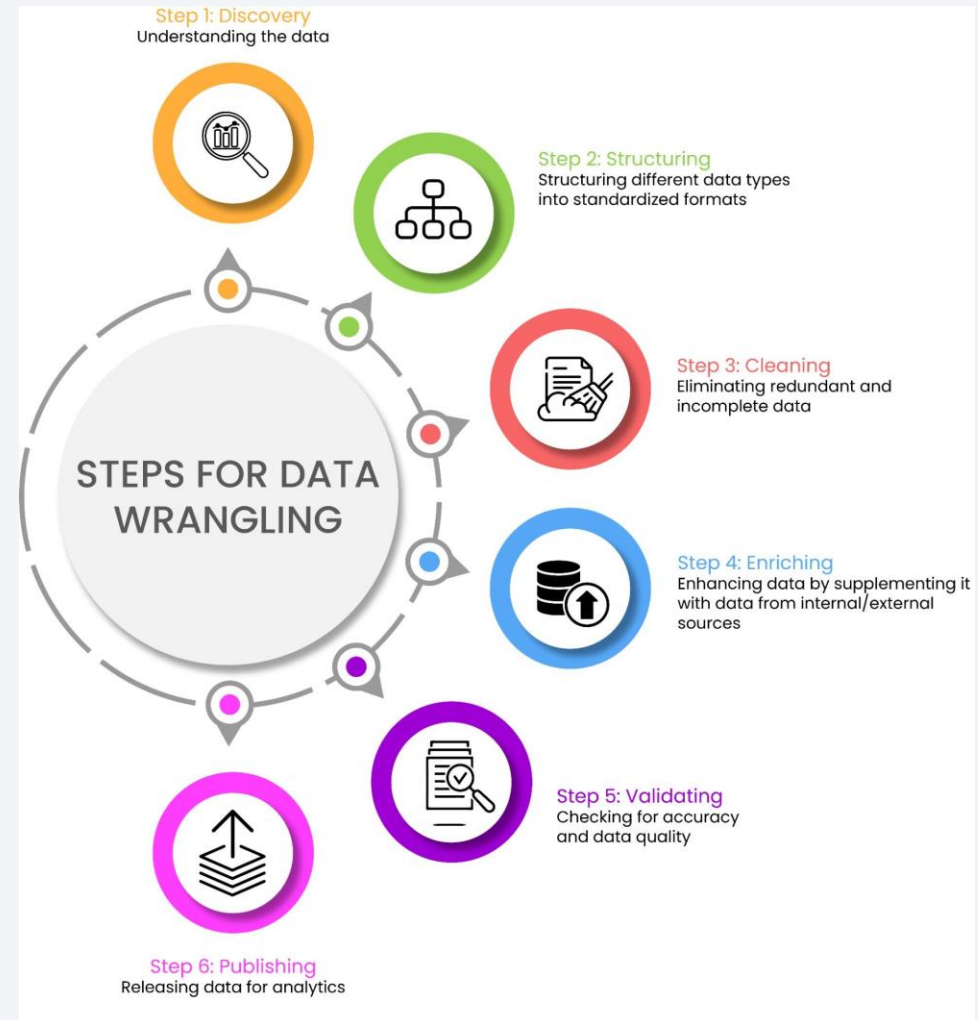 Step 1: Discovery
Understanding the data
Step 2: Structuring
Structuring different data types
into standardized formats
Step 3: Cleaning
Eliminating redundant and
incomplete data
STEPS FOR DATA
WRANGLING
Step 4: Enriching
Enhancing data by supplementing it
with data from internal/external
sources
Step 5: Validating
Checking for accuracy
and data quality
Step 6: Publishing
Releasing data for analytics